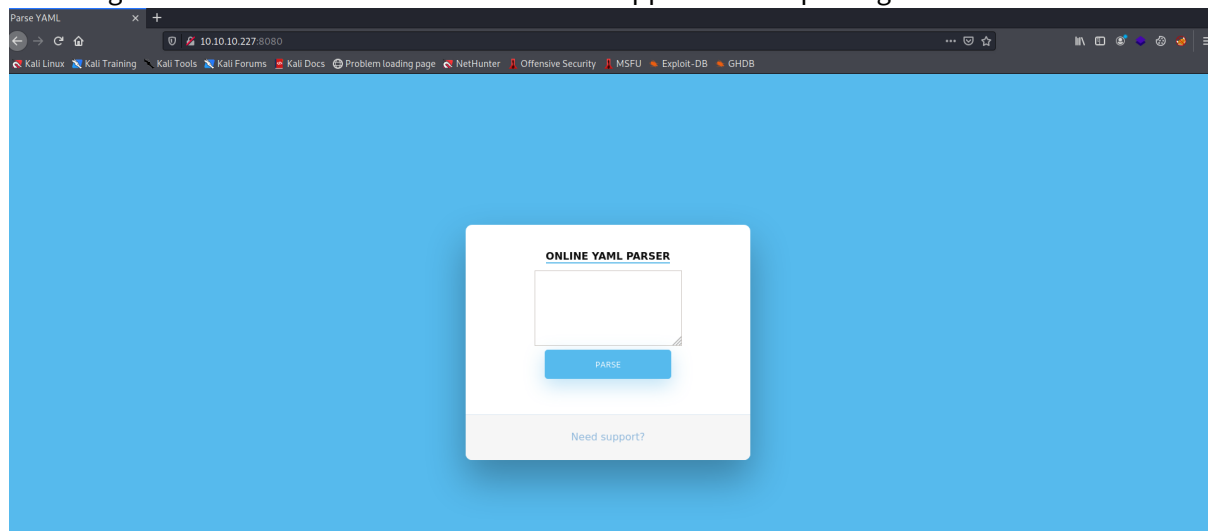 Parse YAML
10.10.10.227:8080
Kali Linux Kali Training Kali Tools Kali Forums Kali Docs Problem loading page NetHunter Offensive Security MSFU Exploit-DB GHDB
ONLINE YAML PARSER
PARSE
Need support?